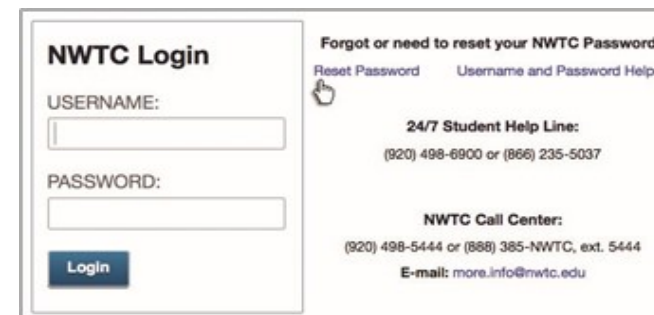 NWTC Login
USERNAME:
PASSWORD:
Login
Forgot or need to reset your NWTC Password
Reset Password Username and Password Help
24/7 Student Help Line:
(920) 498-6900 or (866) 235-5037
NWTC Call Center:
(920) 498-5444 or (888) 385-NWTC, ext. 5444
E-mail: more.info@nwtc.edu